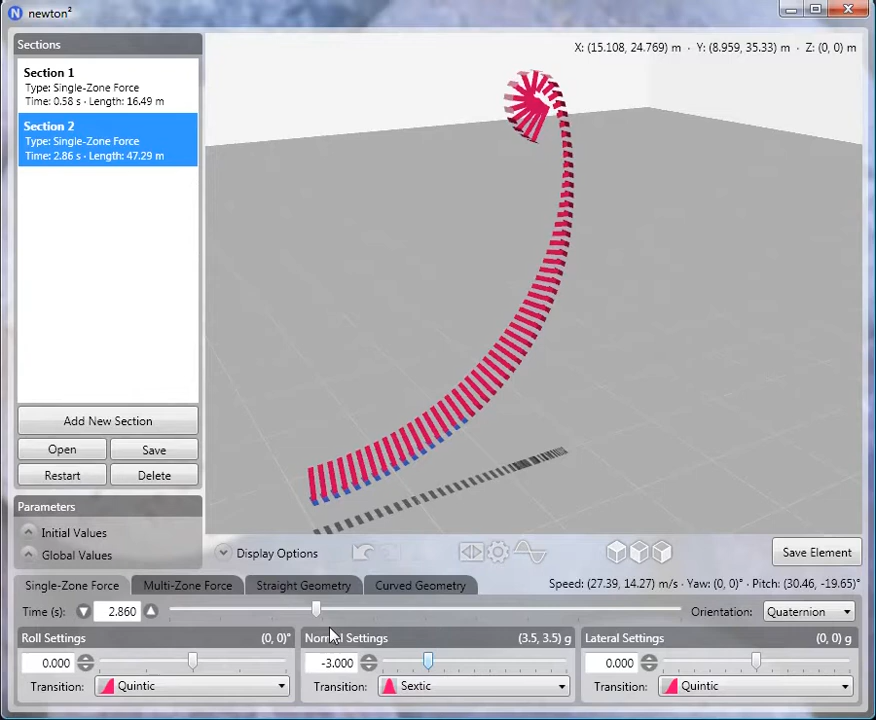 newton²
Sections
X: (15.108, 24.769) m · Y: (8.959, 35.33) m · Z: (0, 0) m
Section 1
Type: Single-Zone Force
Time: 0.58 s · Length: 16.49 m
Section 2
Type: Single-Zone Force
Time: 2.86 s · Length: 47.29 m
Add New Section
Open
Save
Restart
Delete
Parameters
Initial Values
Global Values
Display Options
Save Element
Single-Zone Force
Multi-Zone Force
Straight Geometry
Curved Geometry
Speed: (27.39, 14.27) m/s · Yaw: (0, 0)° · Pitch: (30.46, -19.65)°
Time (s):
2.860
Orientation:
Quaternion
Roll Settings
(0, 0)°
Normal Settings
(3.5, 3.5) g
Lateral Settings
(0, 0) g
0.000
-3.000
0.000
Transition:
Quintic
Transition:
Sextic
Transition:
Quintic